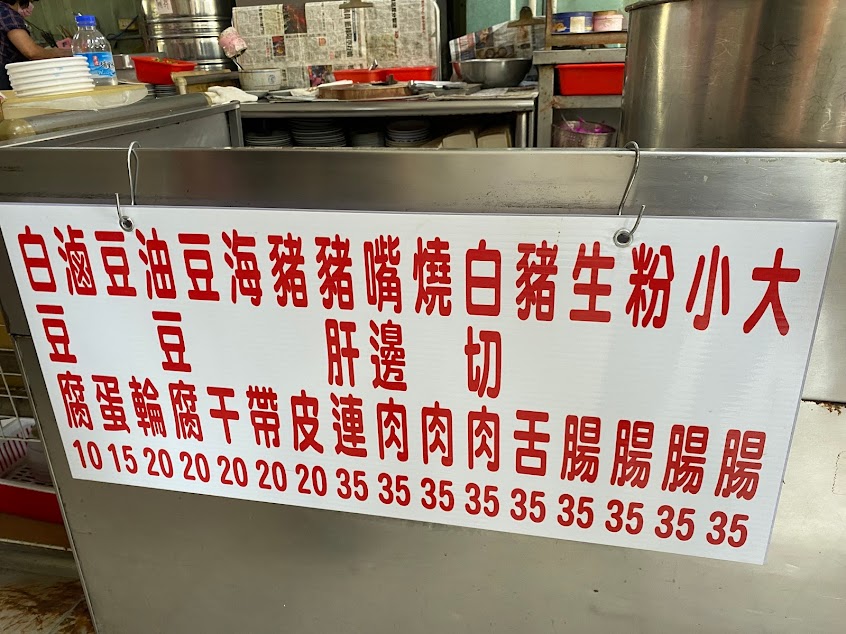 大腸 35
小腸 35
粉腸 35
生腸 35
豬舌 35
白切肉 35
燒肉 35
嘴邊肉 35
豬肝連 35
豬皮 20
海帶 20
豆干 20
油豆腐 20
豆輪 20
滷蛋 15
白豆腐 10